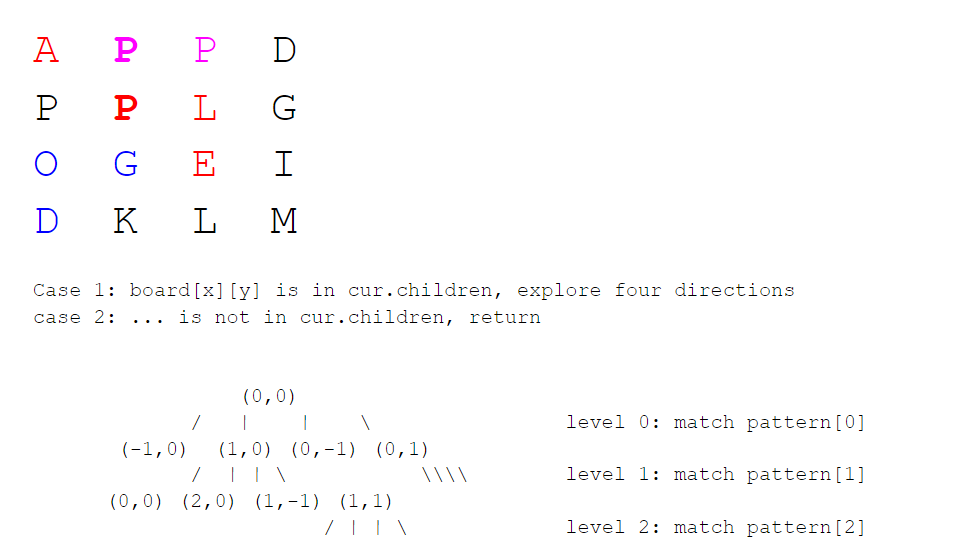 A P P D
P P L G
O G E I
D K L M
Case 1: board[x][y] is in cur.children, explore four directions
case 2: ... is not in cur.children, return
(0,0)
/ | | \ level 0: match pattern[0]
(-1,0) (1,0) (0,-1) (0,1)
/ | | \ \\\\ level 1: match pattern[1]
(0,0) (2,0) (1,-1) (1,1)
/ | | \ level 2: match pattern[2]